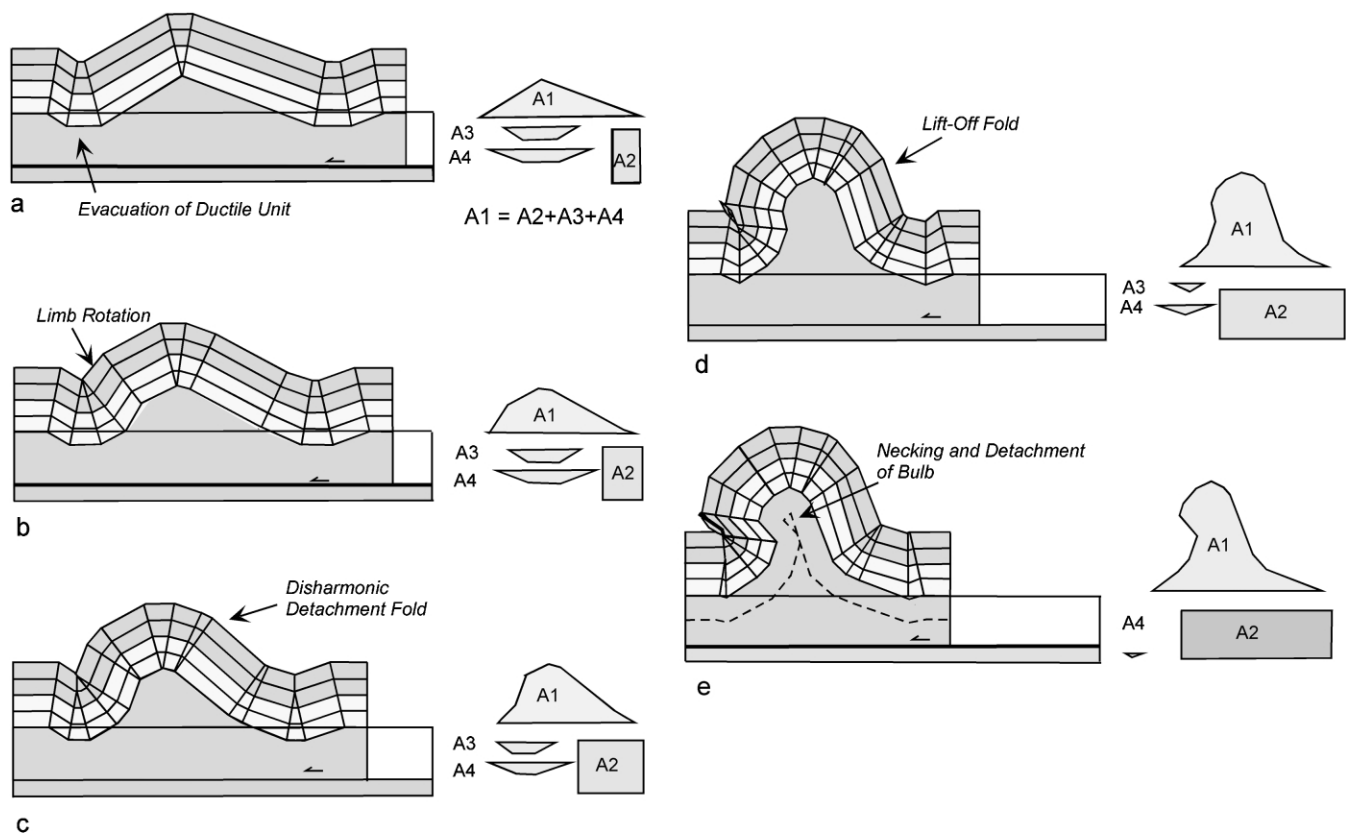 A1
A3
A4
A2
Evacuation of Ductile Unit
A1 = A2+A3+A4
a
Limb Rotation
A1
A3
A4
A2
b
Disharmonic
Detachment Fold
A1
A3
A4
A2
c
Lift-Off Fold
A1
A3
A4
A2
d
Necking and Detachment
of Bulb
A1
A4
A2
e